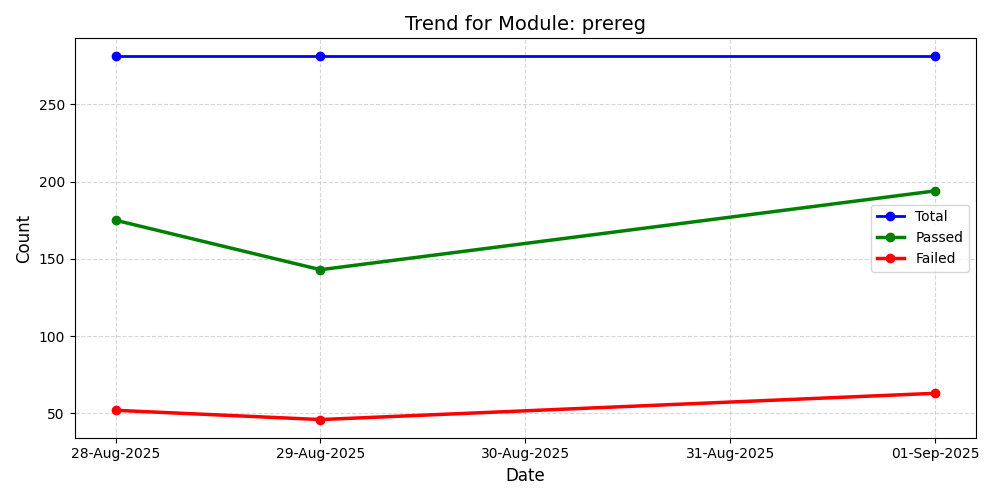 Trend for Module: prereg
Count
250
200
150
100
50
Total
Passed
Failed
28-Aug-2025
29-Aug-2025
30-Aug-2025
31-Aug-2025
01-Sep-2025
Date